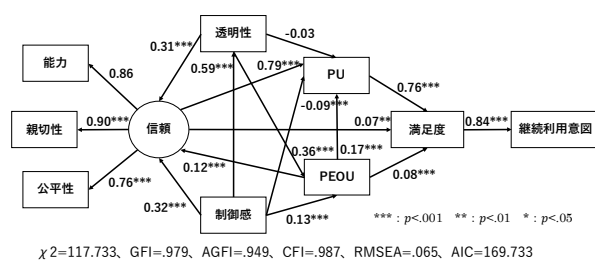 透明性
-0.03
0.31***
能力
0.86
0.59***
0.79***
PU
0.76***
-0.09***
親切性
0.90***
信頼
0.07**
満足度
0.84***
継続利用意図
0.36***
0.17***
0.12***
PEOU
0.08***
公平性
0.76***
0.32***
制御感
0.13***
***：p<.001 **：p<.01 *：p<.05
χ2=117.733、GFI=.979、AGFI=.949、CFI=.987、RMSEA=.065、AIC=169.733